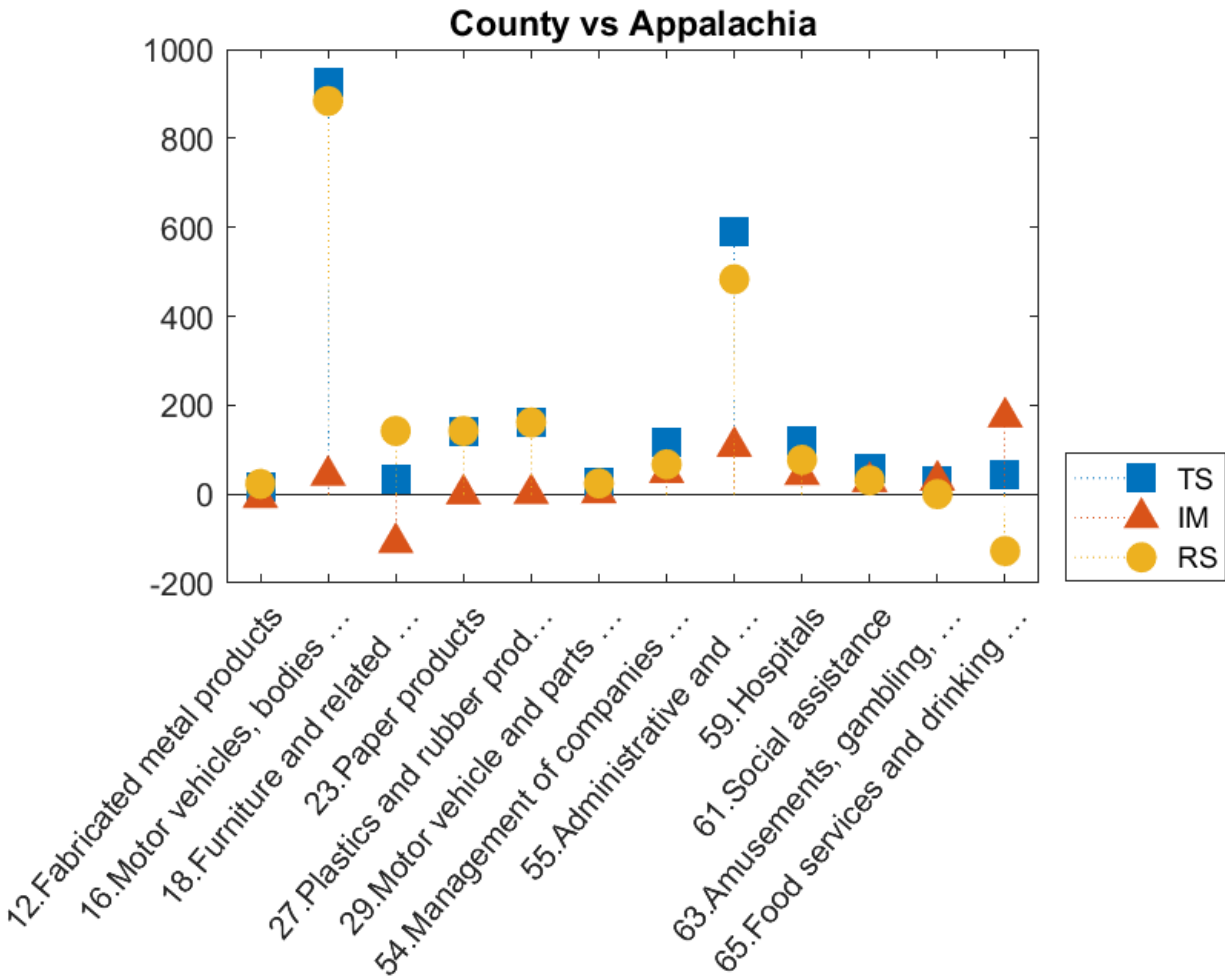 County vs Appalachia
1000
800
600
400
200
0
-200
12.Fabricated metal products
16.Motor vehicles, bodies ...
18.Furniture and related ...
23.Paper products
27.Plastics and rubber prod...
29.Motor vehicle and parts ...
54.Management of companies ...
55.Administrative and ...
59.Hospitals
61.Social assistance
63.Amusements, gambling, ...
65.Food services and drinking ...
TS
IM
RS